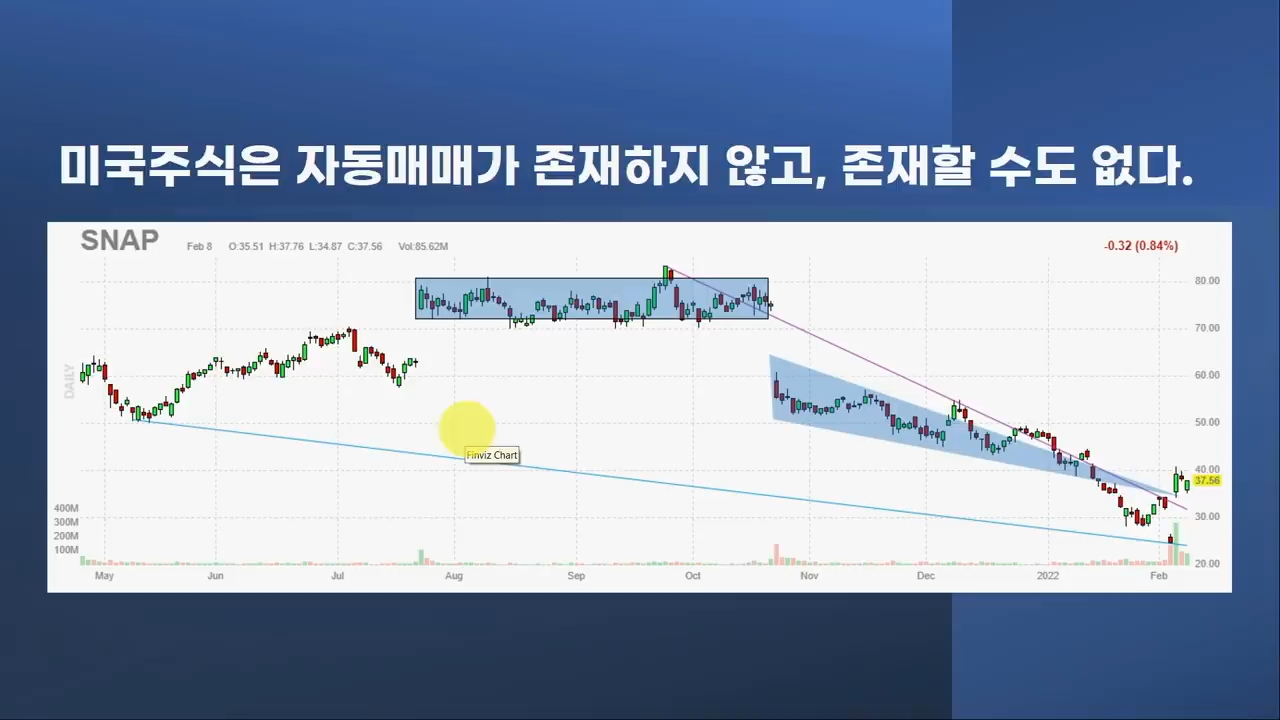 미국주식은 자동매매가 존재하지 않고, 존재할 수도 없다.
SNAP Feb 8 O:35.51 H:37.76 L:34.87 C:37.56 Vol:85.62M -0.32 (0.84%)
80.00
70.00
60.00
DAILY
50.00
Finviz Chart
40.00
37.56
400M
300M
30.00
200M
100M
20.00
May Jun Jul Aug Sep Oct Nov Dec 2022 Feb